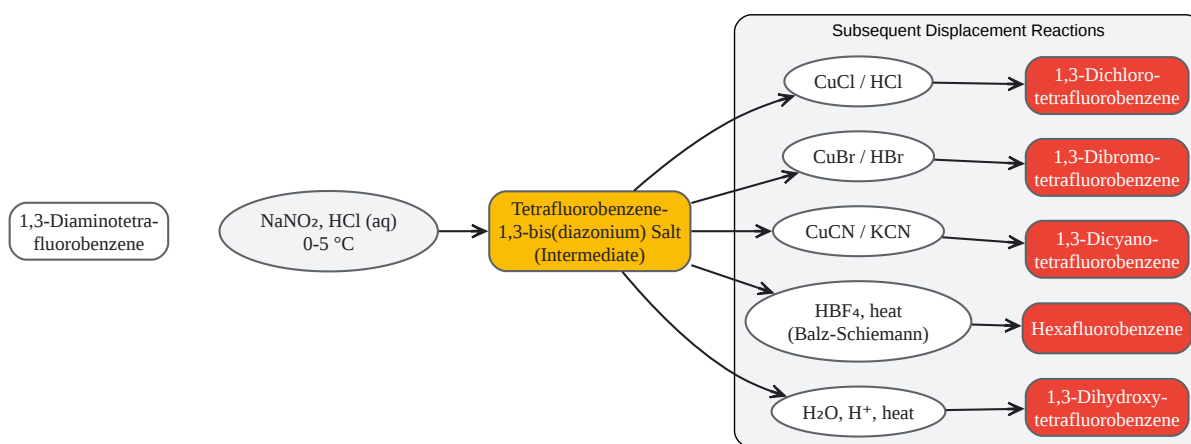 Subsequent Displacement Reactions
1,3-Diaminotetra-
fluorobenzene
NaNO₂, HCl (aq)
0-5 °C
Tetrafluorobenzene-
1,3-bis(diazonium) Salt
(Intermediate)
CuCl / HCl
1,3-Dichloro-
tetrafluorobenzene
CuBr / HBr
1,3-Dibromo-
tetrafluorobenzene
CuCN / KCN
1,3-Dicyano-
tetrafluorobenzene
HBF₄, heat
(Balz-Schiemann)
Hexafluorobenzene
H₂O, H⁺, heat
1,3-Dihydroxy-
tetrafluorobenzene